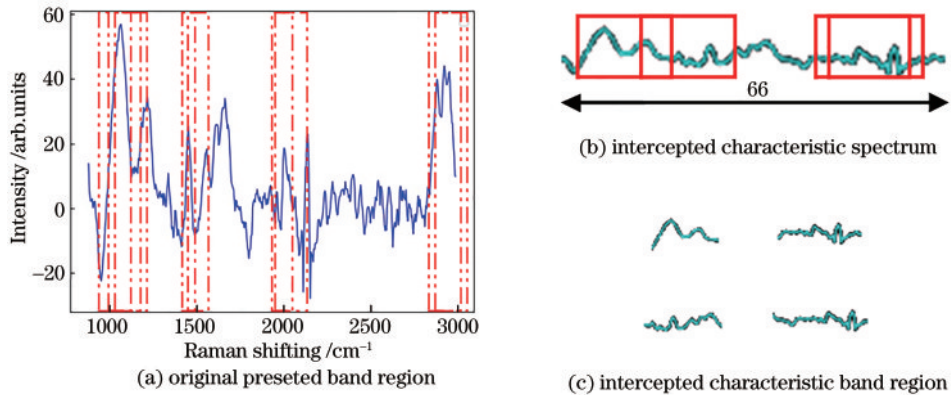 60
40
20
0
−20
Intensity /arb.units
1000 1500 2000 2500 3000
Raman shifting /cm−1
(a) original preseted band region
66
(b) intercepted characteristic spectrum
(c) intercepted characteristic band region